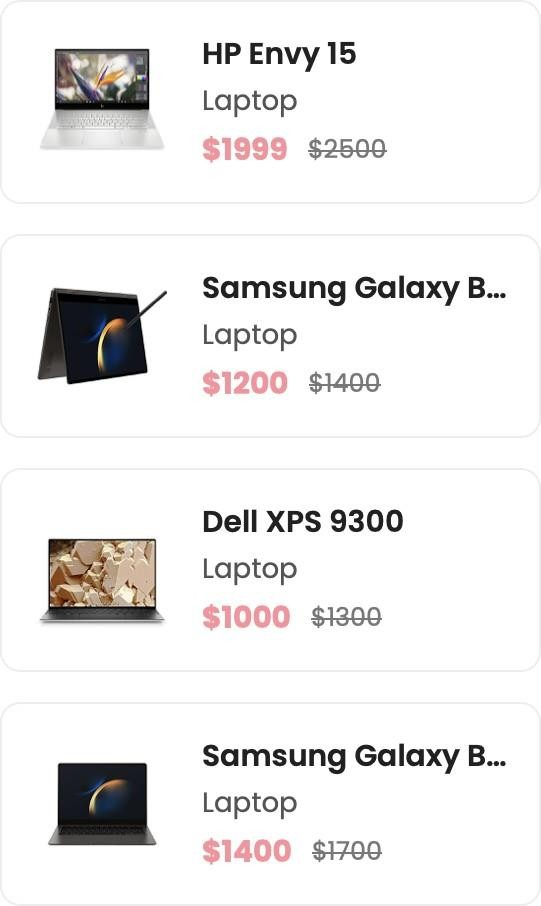 HP Envy 15
Laptop
$1999 $2500
Samsung Galaxy B...
Laptop
$1200 $1400
Dell XPS 9300
Laptop
$1000 $1300
Samsung Galaxy B...
Laptop
$1400 $1700